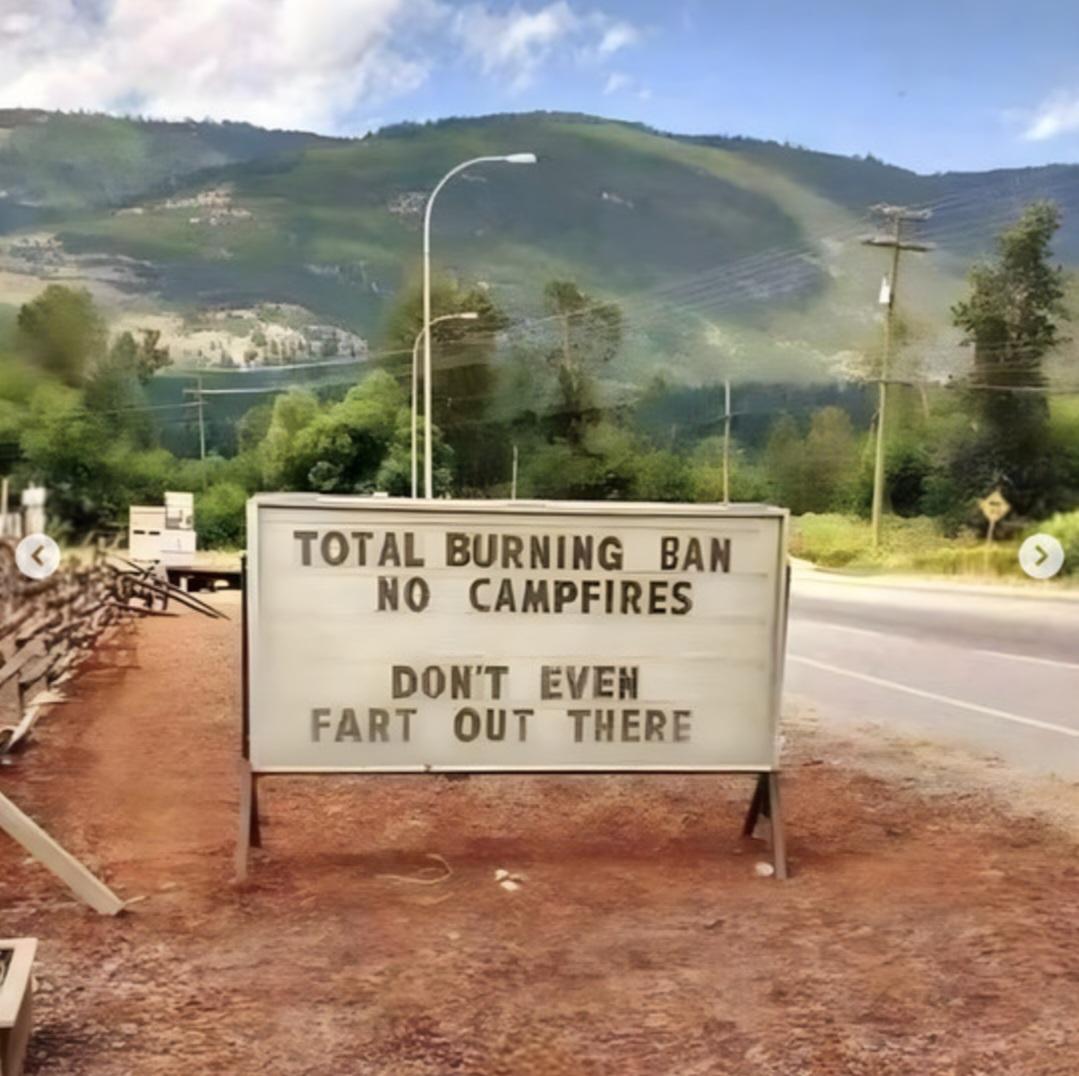 TOTAL BURNING BAN
NO CAMPFIRES
DON'T EVEN
FART OUT THERE